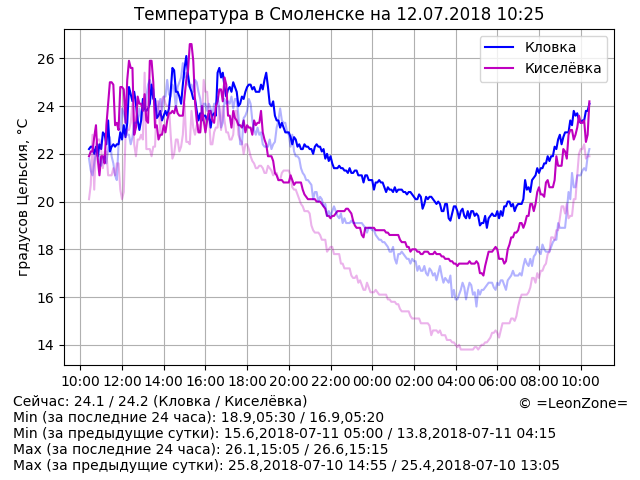 Температура в Смоленске на 12.07.2018 10:25
градусов Цельсия, °C
26
24
22
20
18
16
14
Кловка
Киселёвка
10:00 12:00 14:00 16:00 18:00 20:00 22:00 00:00 02:00 04:00 06:00 08:00 10:00
Сейчас: 24.1 / 24.2 (Кловка / Киселёвка)
© =LeonZone=
Min (за последние 24 часа): 18.9,05:30 / 16.9,05:20
Min (за предыдущие сутки): 15.6,2018-07-11 05:00 / 13.8,2018-07-11 04:15
Max (за последние 24 часа): 26.1,15:05 / 26.6,15:15
Max (за предыдущие сутки): 25.8,2018-07-10 14:55 / 25.4,2018-07-10 13:05